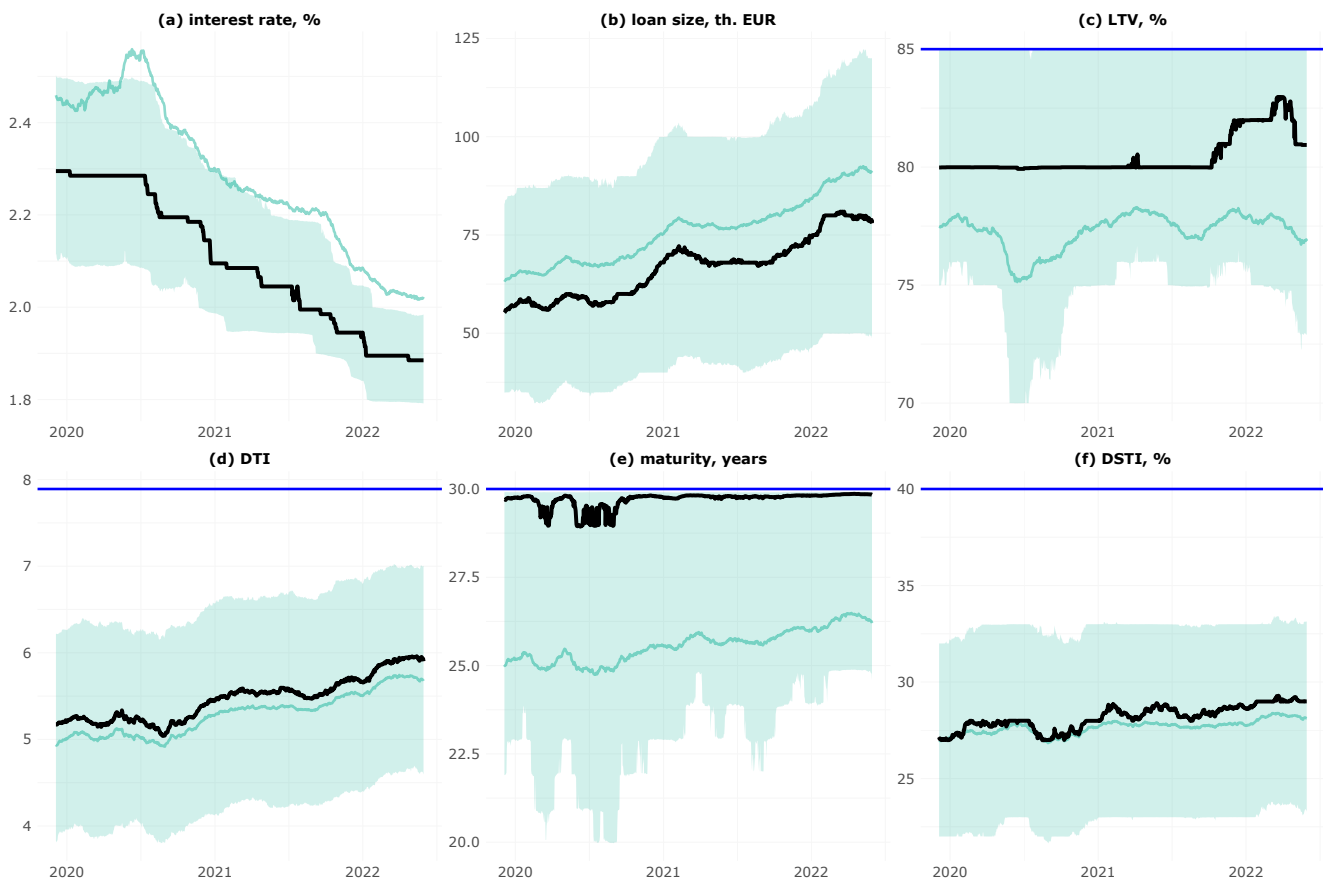 (a) interest rate, %
2.4
2.2
2.0
1.8
2020 2021 2022
(b) loan size, th. EUR
125
100
75
50
2020 2021 2022
(c) LTV, %
85
80
75
70
2020 2021 2022
(d) DTI
8
7
6
5
4
2020 2021 2022
(e) maturity, years
30.0
27.5
25.0
22.5
20.0
2020 2021 2022
(f) DSTI, %
40
35
30
25
2020 2021 2022